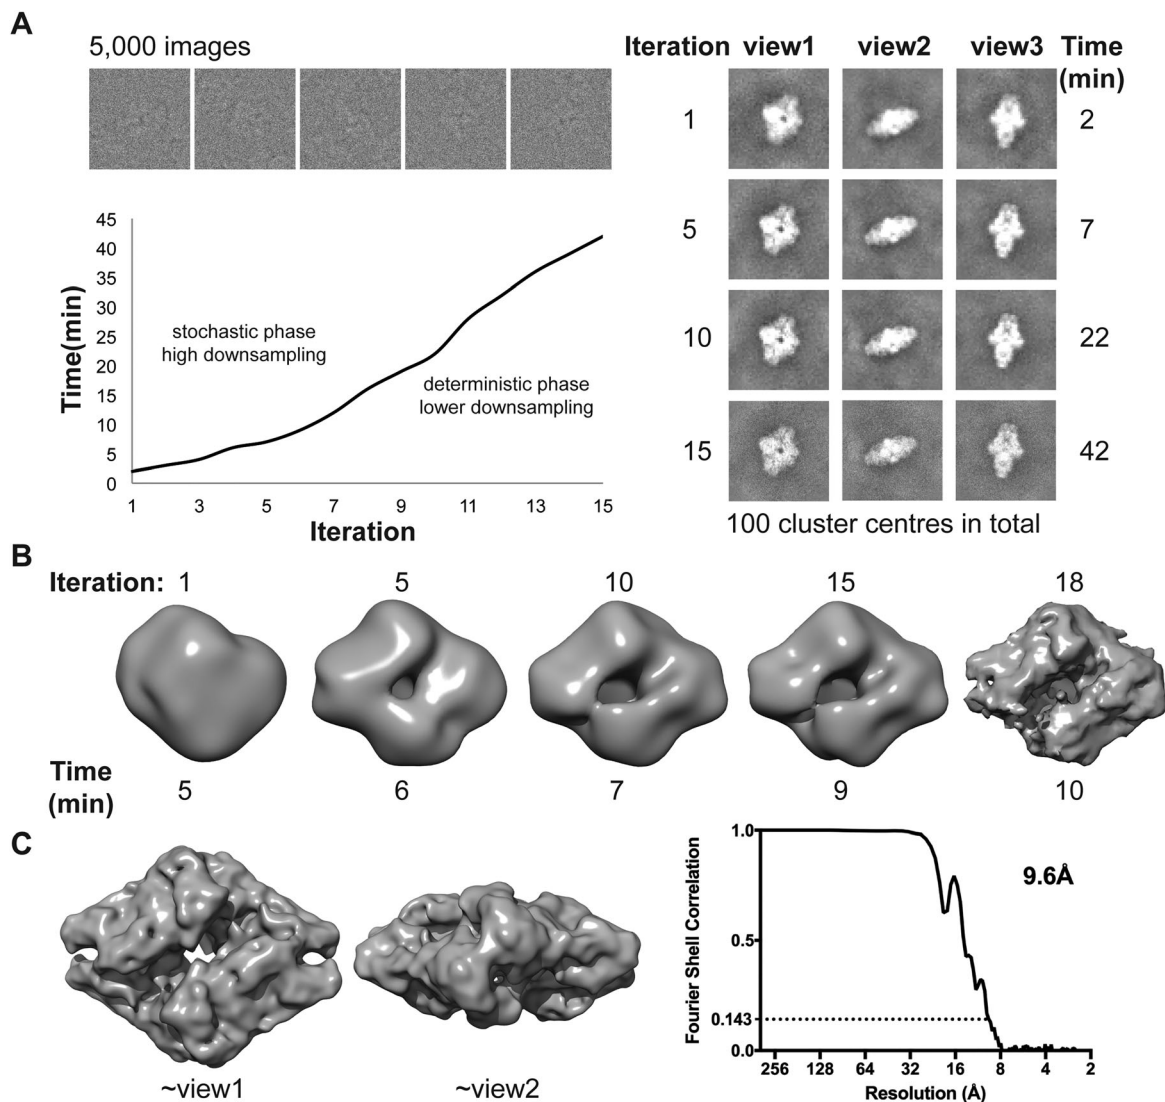 A
5,000 images
Time(min)
45
40
35
30
25
20
15
10
5
0
stochastic phase
high downsampling
deterministic phase
lower downsampling
1 3 5 7 9 11 13 15
Iteration
Iteration view1 view2 view3 Time
(min)
1 2
5 7
10 22
15 42
100 cluster centres in total
B
Iteration: 1 5 10 15 18
Time
(min)
5 6 7 9 10
C
~view1 ~view2
Fourier Shell Correlation
1.0
0.5
0.143
0.0
9.6Å
256 128 64 32 16 8 4 2
Resolution (Å)